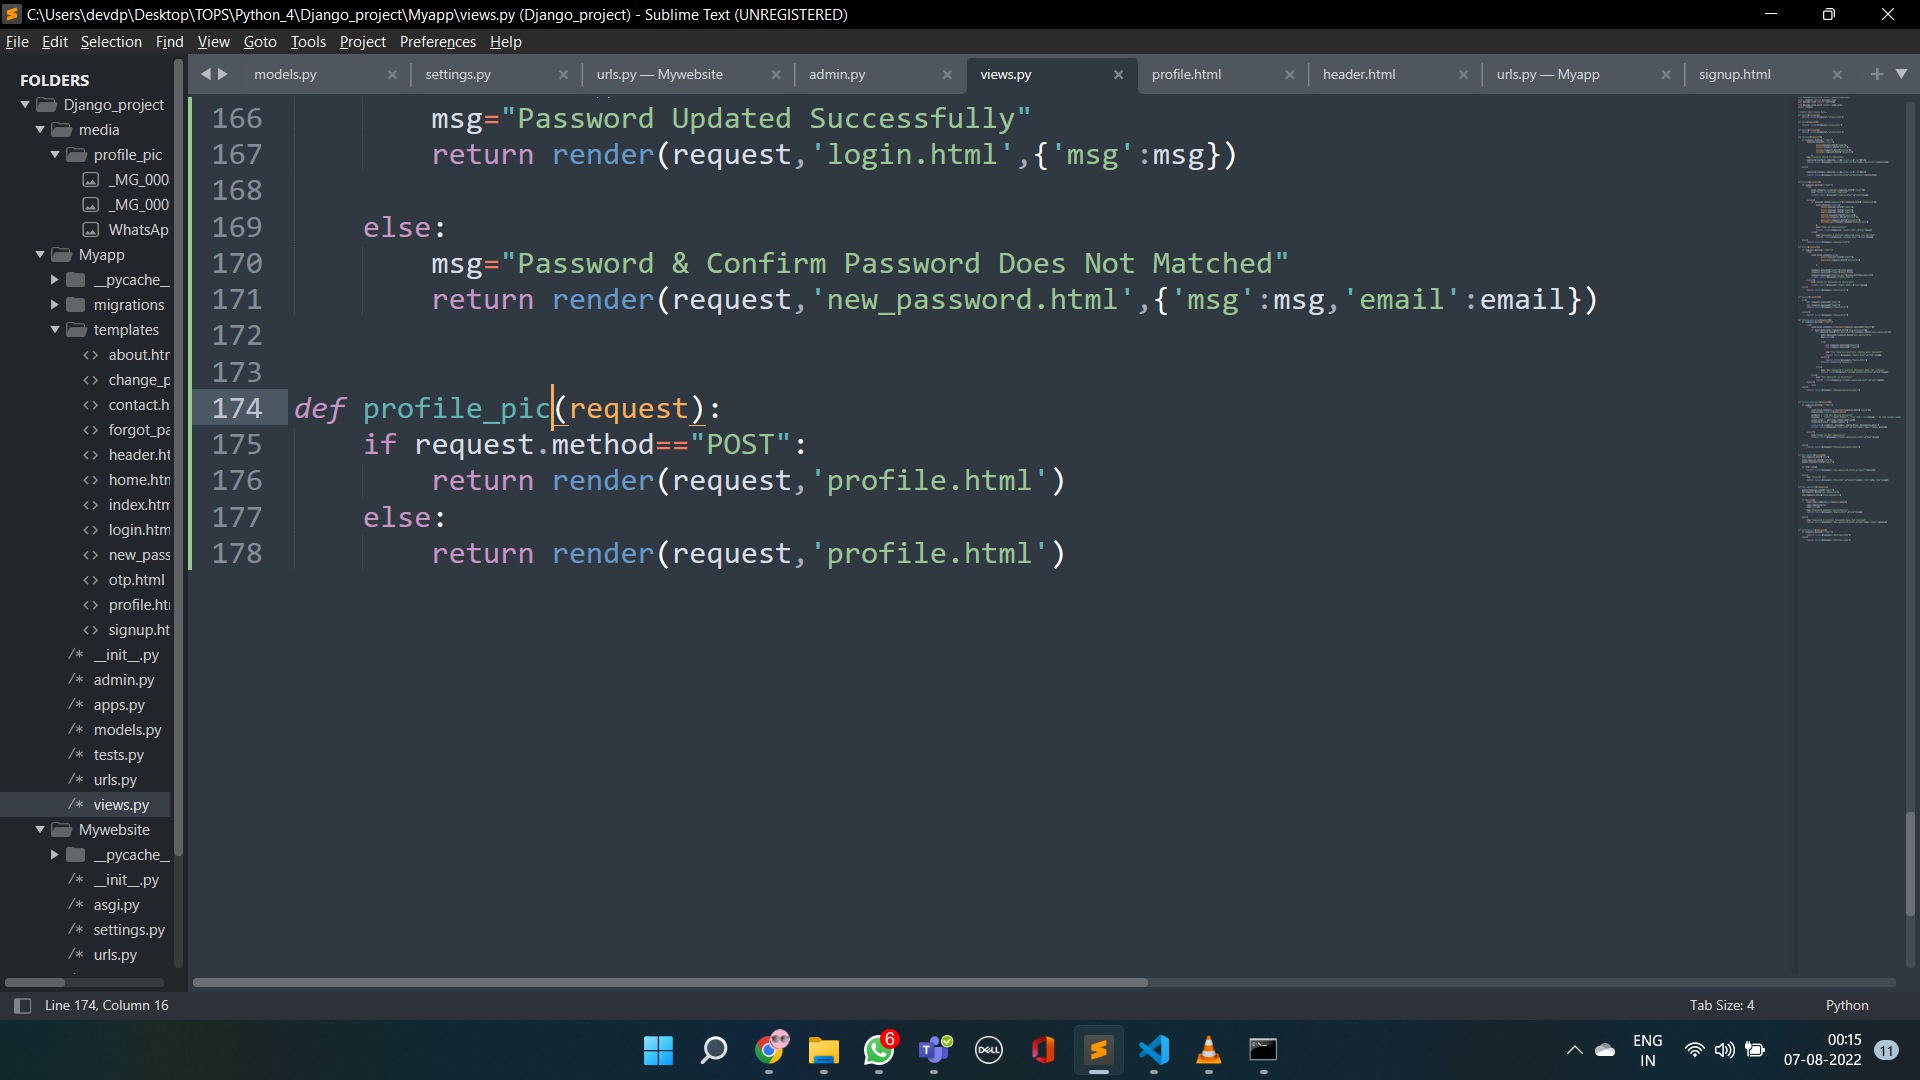 C:\Users\devdp\Desktop\TOPS\Python_4\Django_project\Myapp\views.py (Django_project) - Sublime Text (UNREGISTERED)
File Edit Selection Find View Goto Tools Project Preferences Help
models.py settings.py urls.py — Mywebsite admin.py views.py profile.html header.html urls.py — Myapp signup.html
FOLDERS
Django_project
media
profile_pic
_MG_000
_MG_000
WhatsAp
Myapp
__pycache_
migrations
templates
about.htr
change_p
contact.h
forgot_pa
header.ht
home.htm
index.htm
login.htm
new_pass
otp.html
profile.ht
signup.ht
__init__.py
admin.py
apps.py
models.py
tests.py
urls.py
views.py
Mywebsite
__pycache_
__init__.py
asgi.py
settings.py
urls.py
166 msg="Password Updated Successfully"
167 return render(request,'login.html',{'msg':msg})
168
169 else:
170 msg="Password & Confirm Password Does Not Matched"
171 return render(request,'new_password.html',{'msg':msg,'email':email})
172
173
174 def profile_pic(request):
175 if request.method=="POST":
176 return render(request,'profile.html')
177 else:
178 return render(request,'profile.html')
Line 174, Column 16
Tab Size: 4
Python
6
DELL
ENG
IN
00:15
07-08-2022
11